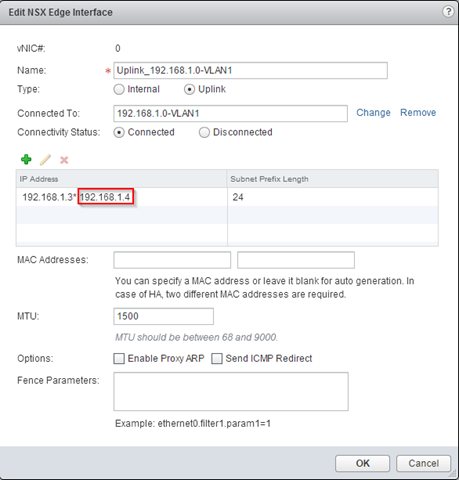 Edit NSX Edge Interface
vNIC#: 0
Name: * Uplink_192.168.1.0-VLAN1
Type: Internal Uplink
Connected To: 192.168.1.0-VLAN1 Change Remove
Connectivity Status: Connected Disconnected
IP Address Subnet Prefix Length
192.168.1.3* 192.168.1.4 24
MAC Addresses:
You can specify a MAC address or leave it blank for auto generation. In
case of HA, two different MAC addresses are required.
MTU: 1500
MTU should be between 68 and 9000.
Options: Enable Proxy ARP Send ICMP Redirect
Fence Parameters:
Example: ethernet0.filter1.param1=1
OK Cancel